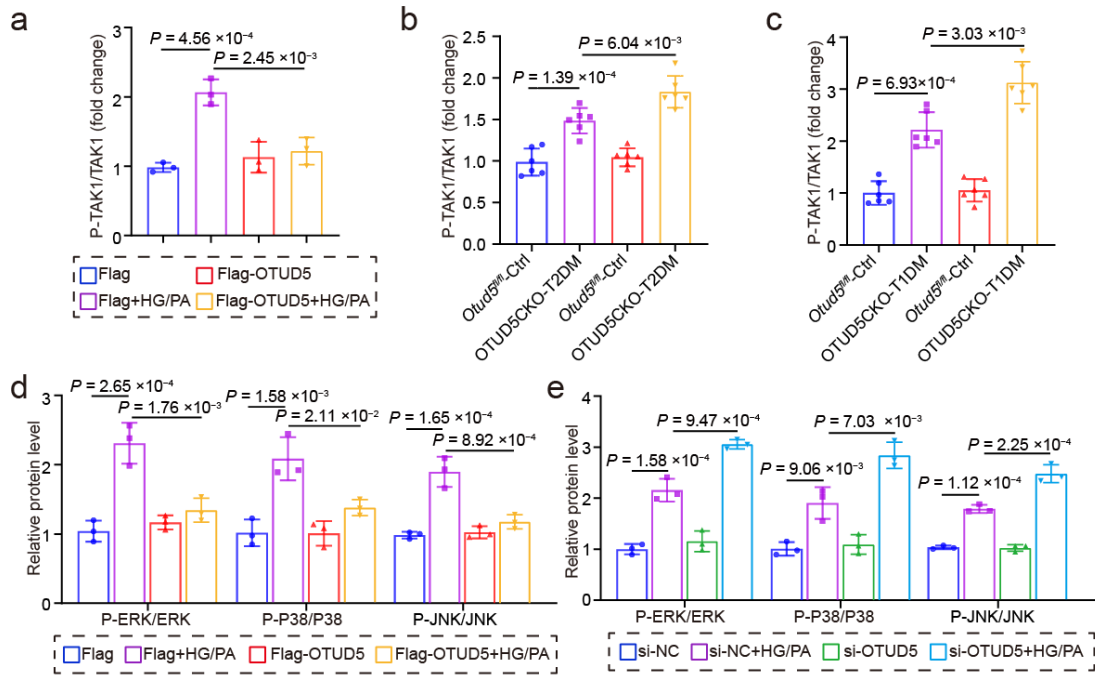 a
P-TAK1/TAK1 (fold change)
3
2
1
0
P = 4.56 ×10⁻⁴
P = 2.45 ×10⁻³
Flag
Flag-OTUD5
Flag+HG/PA
Flag-OTUD5+HG/PA
b
P-TAK1/TAK1 (fold change)
2.5
2.0
1.5
1.0
0.5
0.0
P = 6.04 ×10⁻³
P = 1.39 ×10⁻⁴
Otud5fl/fl-Ctrl
OTUD5CKO-T2DM
Otud5fl/fl-Ctrl
OTUD5CKO-T2DM
c
P-TAK1/TAK1 (fold change)
5
4
3
2
1
0
P = 3.03 ×10⁻³
P = 6.93×10⁻⁴
Otud5fl/fl-Ctrl
OTUD5CKO-T1DM
Otud5fl/fl-Ctrl
OTUD5CKO-T1DM
d
Relative protein level
3
2
1
0
P = 2.65 ×10⁻⁴
P = 1.76 ×10⁻³
P = 1.58 ×10⁻³
P = 2.11 ×10⁻²
P = 1.65 ×10⁻⁴
P = 8.92 ×10⁻⁴
P-ERK/ERK
P-P38/P38
P-JNK/JNK
Flag
Flag+HG/PA
Flag-OTUD5
Flag-OTUD5+HG/PA
e
Relative protein level
4
3
2
1
0
P = 9.47 ×10⁻⁴
P = 1.58 ×10⁻⁴
P = 7.03 ×10⁻³
P = 9.06 ×10⁻³
P = 2.25 ×10⁻⁴
P = 1.12 ×10⁻⁴
P-ERK/ERK
P-P38/P38
P-JNK/JNK
si-NC
si-NC+HG/PA
si-OTUD5
si-OTUD5+HG/PA